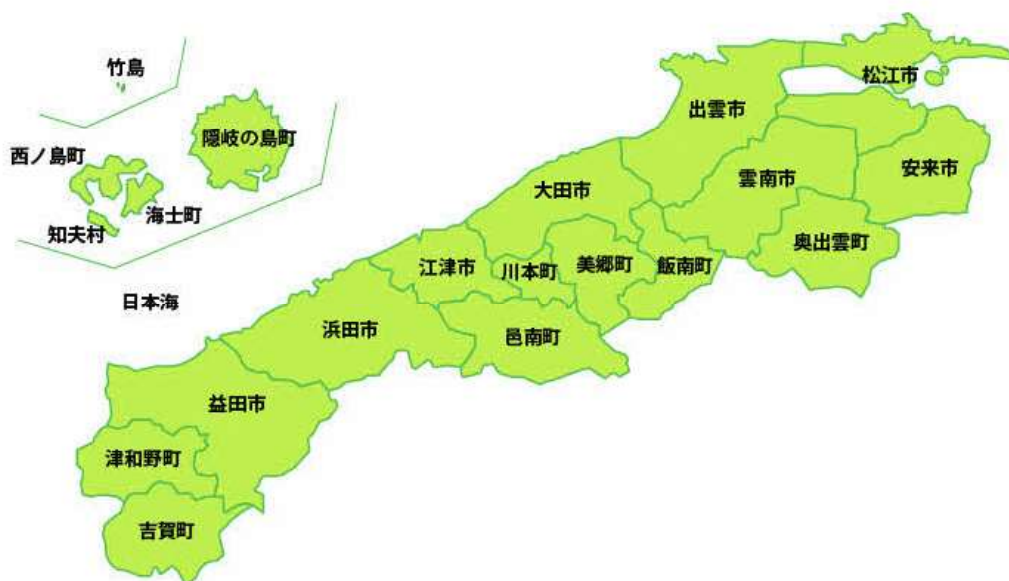 竹島
松江市
出雲市
隠岐の島町
西ノ島町
安来市
雲南市
大田市
海士町
知夫村
奥出雲町
江津市
川本町
美郷町
飯南町
日本海
浜田市
邑南町
益田市
津和野町
吉賀町